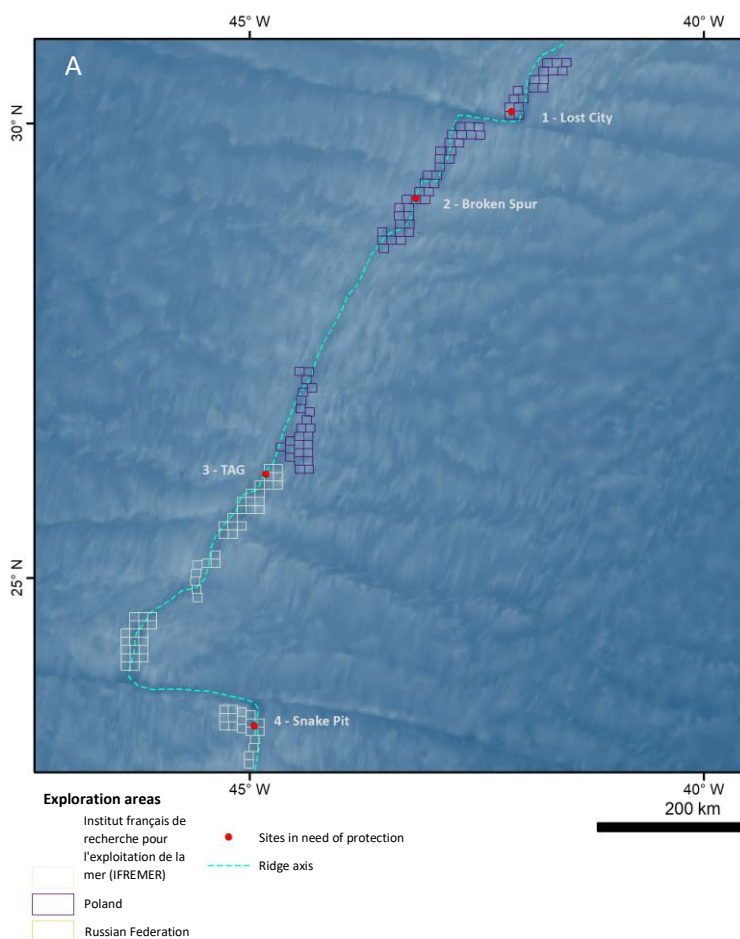 45° W
40° W
A
30° N
1 - Lost City
2 - Broken Spur
3 - TAG
25° N
4 - Snake Pit
45° W
40° W
200 km
Exploration areas
Institut français de
recherche pour
l'exploitation de la
mer (IFREMER)
Poland
Russian Federation
Sites in need of protection
Ridge axis